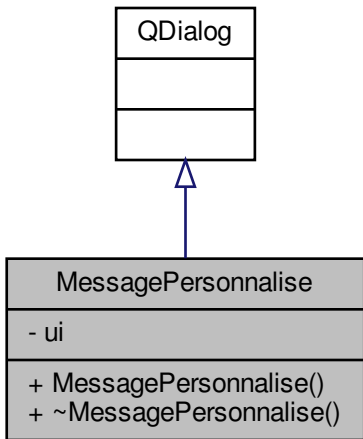 QDialog
MessagePersonnalise
- ui
+ MessagePersonnalise()
+ ~MessagePersonnalise()